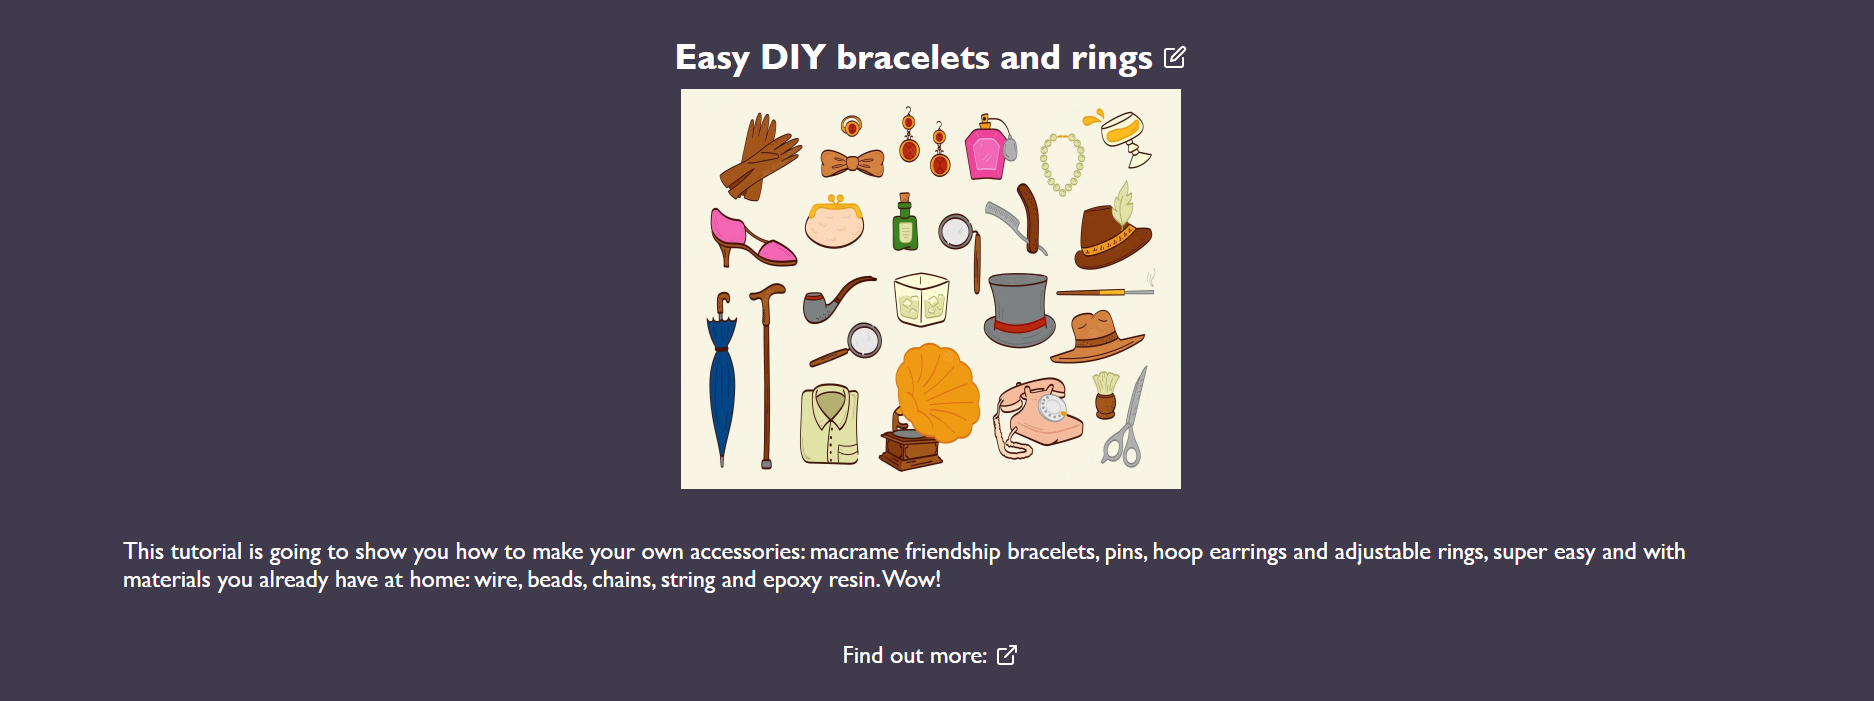 Easy DIY bracelets and rings
This tutorial is going to show you how to make your own accessories: macrame friendship bracelets, pins, hoop earrings and adjustable rings, super easy and with
materials you already have at home: wire, beads, chains, string and epoxy resin. Wow!
Find out more: